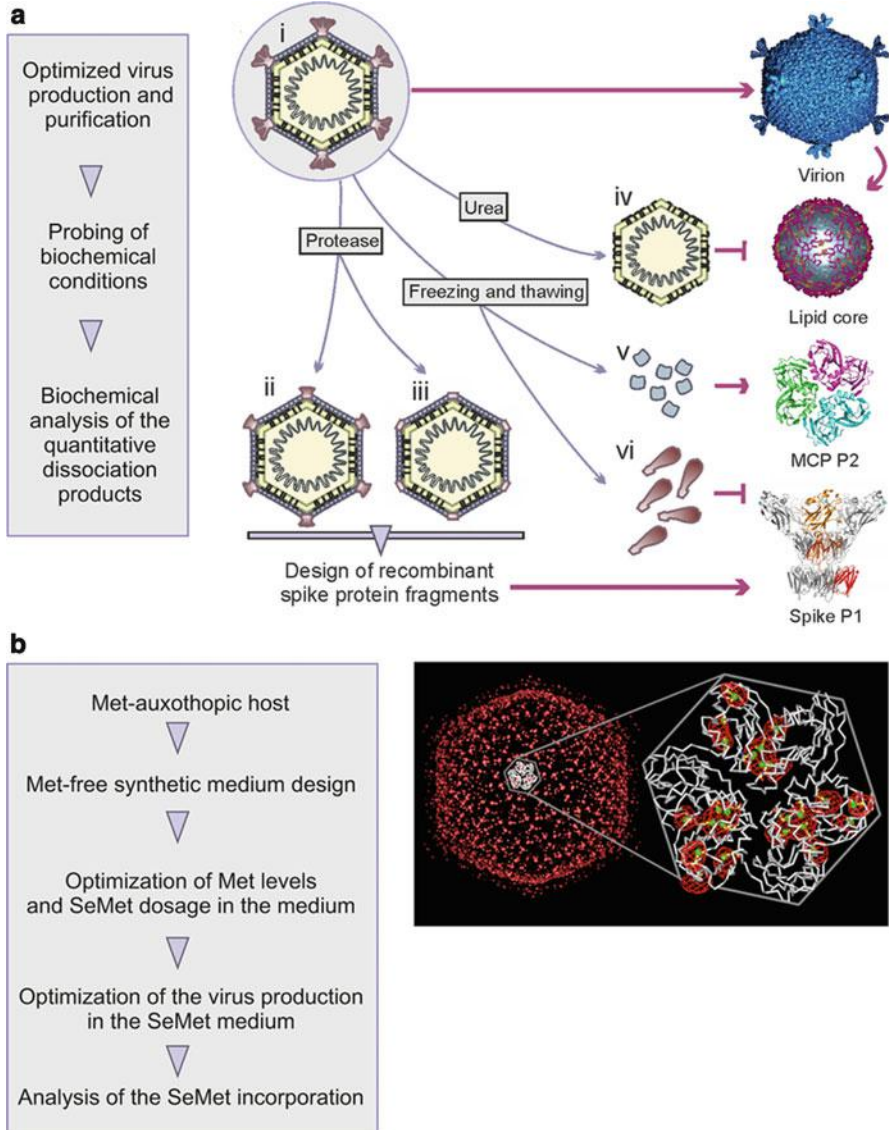 a
Optimized virus
production and
purification
Probing of
biochemical
conditions
Biochemical
analysis of the
quantitative
dissociation
products
i
Virion
Urea
iv
Protease
Freezing and thawing
Lipid core
ii
iii
v
MCP P2
vi
Design of recombinant
spike protein fragments
Spike P1
b
Met-auxothopic host
Met-free synthetic medium design
Optimization of Met levels
and SeMet dosage in the medium
Optimization of the virus production
in the SeMet medium
Analysis of the SeMet incorporation